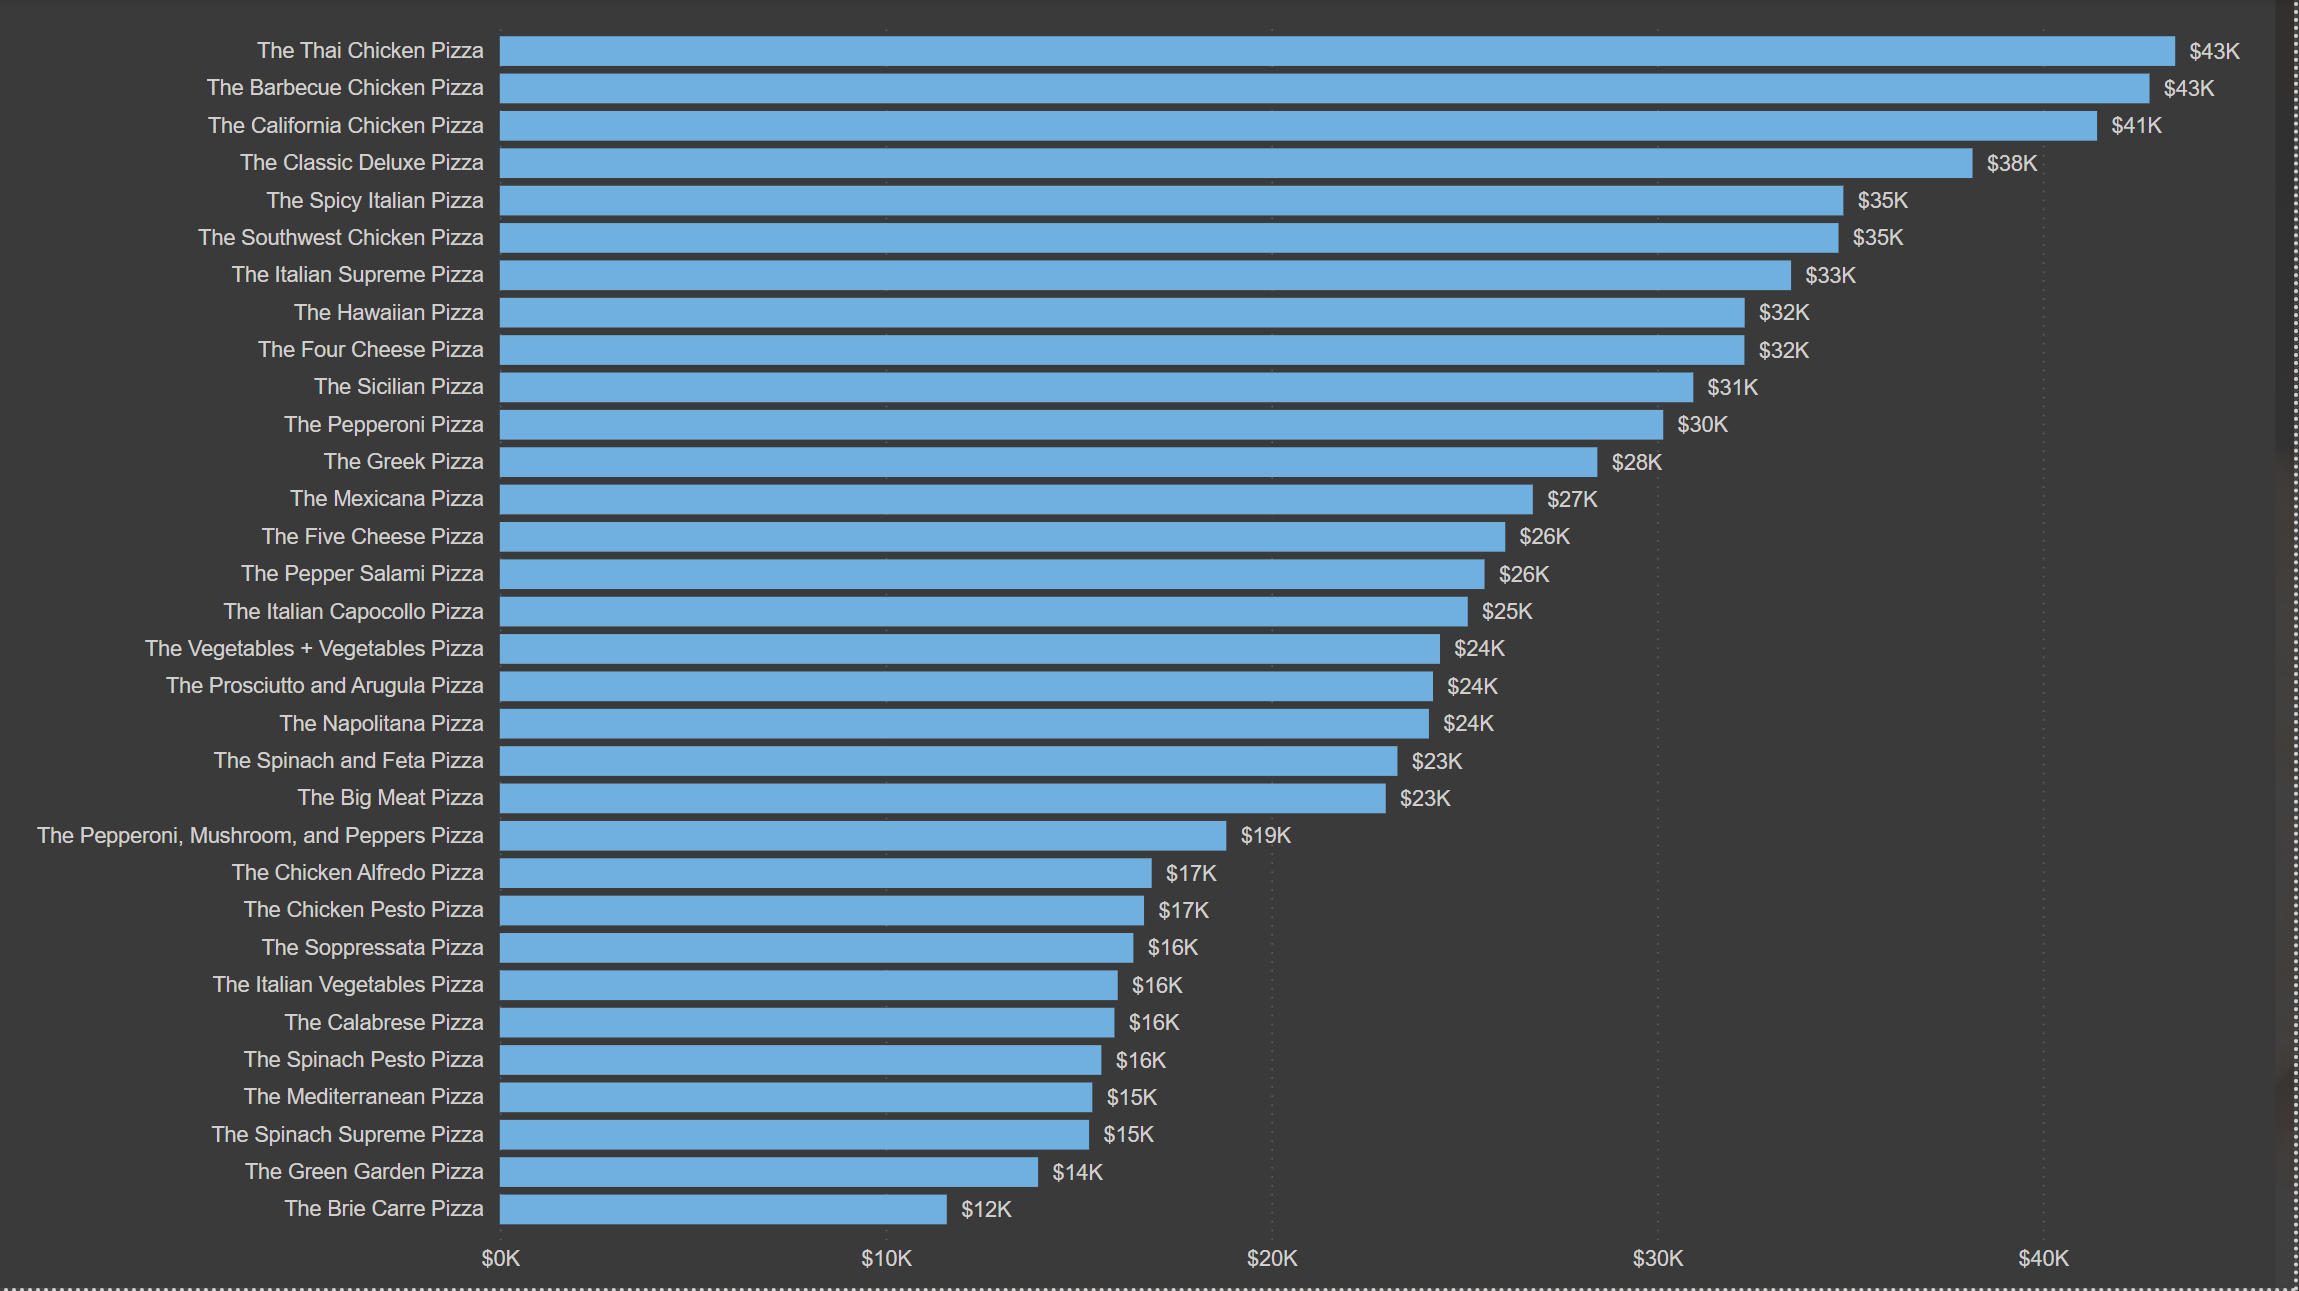 The Thai Chicken Pizza $43K
The Barbecue Chicken Pizza $43K
The California Chicken Pizza $41K
The Classic Deluxe Pizza $38K
The Spicy Italian Pizza $35K
The Southwest Chicken Pizza $35K
The Italian Supreme Pizza $33K
The Hawaiian Pizza $32K
The Four Cheese Pizza $32K
The Sicilian Pizza $31K
The Pepperoni Pizza $30K
The Greek Pizza $28K
The Mexicana Pizza $27K
The Five Cheese Pizza $26K
The Pepper Salami Pizza $26K
The Italian Capocollo Pizza $25K
The Vegetables + Vegetables Pizza $24K
The Prosciutto and Arugula Pizza $24K
The Napolitana Pizza $24K
The Spinach and Feta Pizza $23K
The Big Meat Pizza $23K
The Pepperoni, Mushroom, and Peppers Pizza $19K
The Chicken Alfredo Pizza $17K
The Chicken Pesto Pizza $17K
The Soppressata Pizza $16K
The Italian Vegetables Pizza $16K
The Calabrese Pizza $16K
The Spinach Pesto Pizza $16K
The Mediterranean Pizza $15K
The Spinach Supreme Pizza $15K
The Green Garden Pizza $14K
The Brie Carre Pizza $12K
$0K $10K $20K $30K $40K